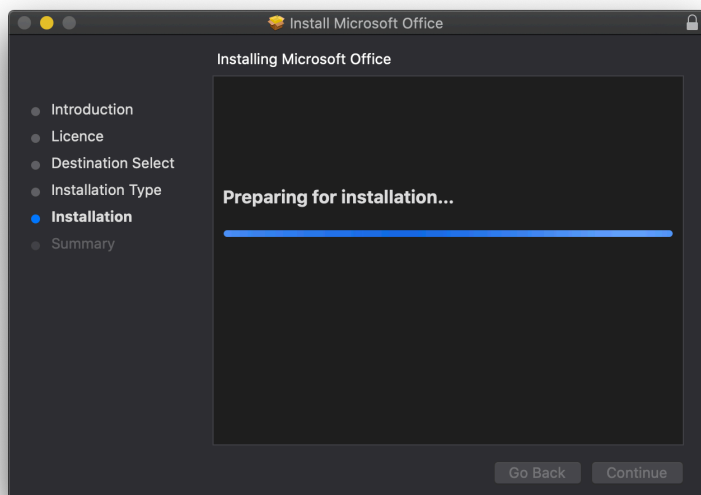 Install Microsoft Office
Installing Microsoft Office
Introduction
Licence
Destination Select
Installation Type
Installation
Summary
Preparing for installation...
Go Back
Continue